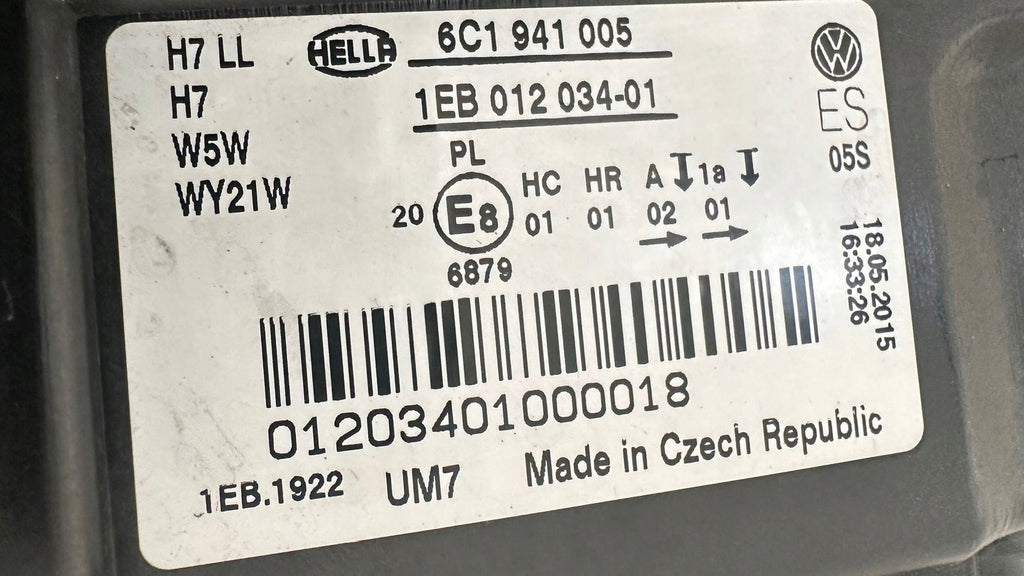 H7 LL
H7
W5W
WY21W
HELLA
6C1 941 005
1EB 012 034-01
PL
20
E8
6879
HC HR A 1a
01 01 02 01
ES
05S
18.05.2015
16:33:26
01203401000018
1EB.1922 UM7 Made in Czech Republic